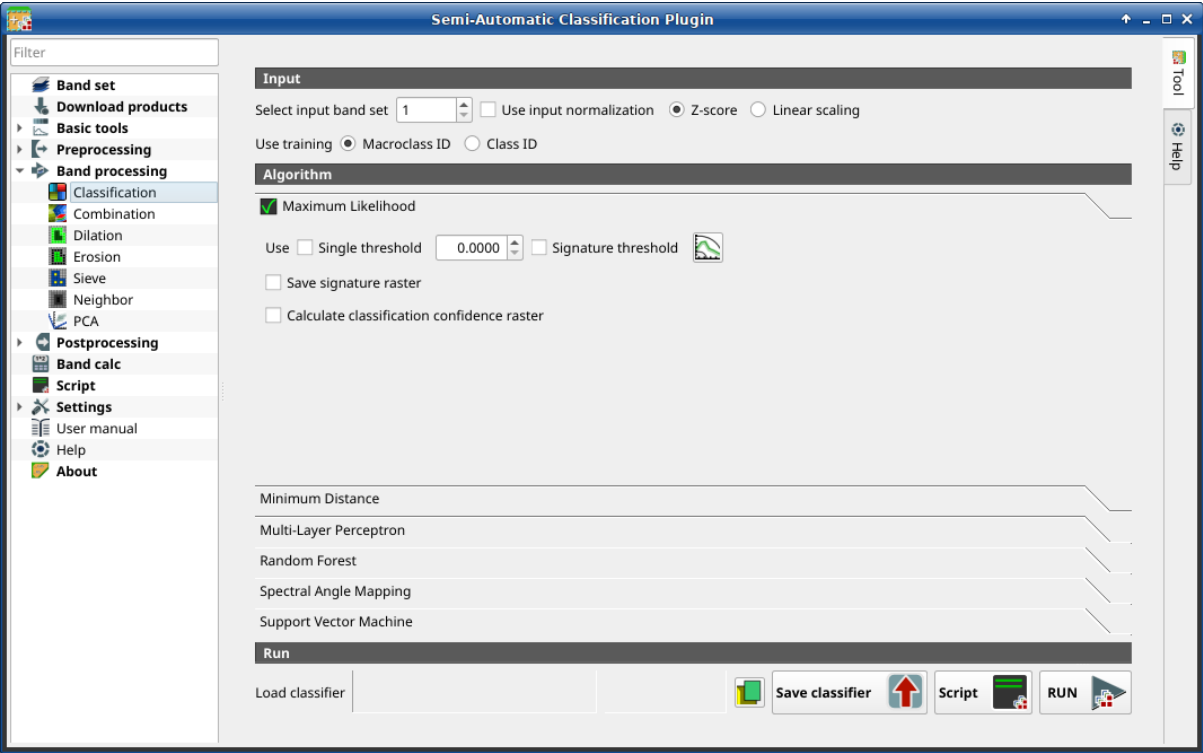 Semi-Automatic Classification Plugin
Filter
Band set
Download products
Basic tools
Preprocessing
Band processing
Classification
Combination
Dilation
Erosion
Sieve
Neighbor
PCA
Postprocessing
Band calc
Script
Settings
User manual
Help
About
Input
Select input band set 1 Use input normalization Z-score Linear scaling
Use training Macroclass ID Class ID
Algorithm
Maximum Likelihood
Use Single threshold 0.0000 Signature threshold
Save signature raster
Calculate classification confidence raster
Minimum Distance
Multi-Layer Perceptron
Random Forest
Spectral Angle Mapping
Support Vector Machine
Run
Load classifier Save classifier Script RUN
Tool
Help